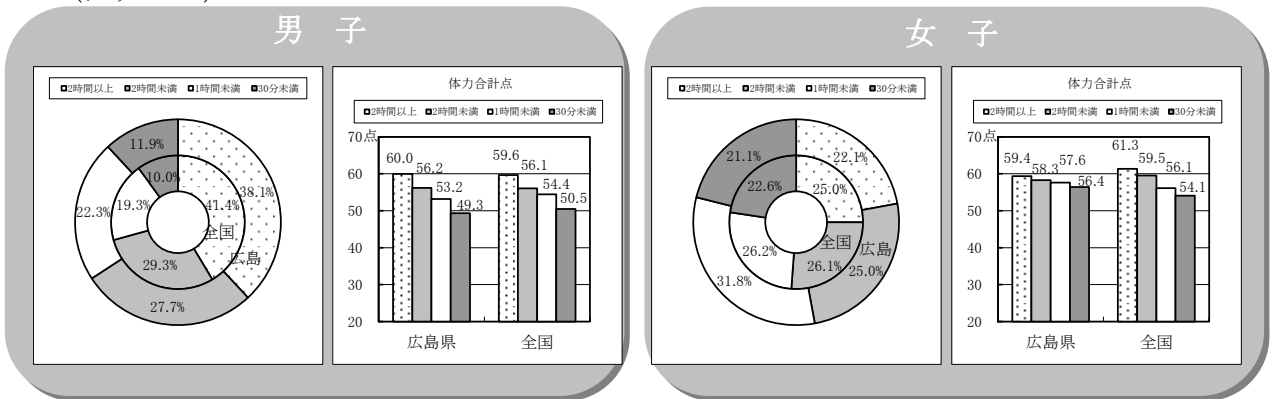 男 子
□2時間以上 □2時間未満 □1時間未満 ■30分未満
11.9%
10.0%
38.1%
22.3%
19.3%
41.4%
全国
広島
29.3%
27.7%
体力合計点
□2時間以上 □2時間未満 □1時間未満 ■30分未満
70点
60
50
40
30
20
60.0
56.2
53.2
49.3
59.6
56.1
54.4
50.5
広島県
全国
女 子
□2時間以上 □2時間未満 □1時間未満 ■30分未満
21.1%
22.1%
22.6%
25.0%
26.2%
全国
広島
26.1%
25.0%
31.8%
体力合計点
□2時間以上 □2時間未満 □1時間未満 ■30分未満
70点
60
50
40
30
20
59.4
58.3
57.6
56.4
61.3
59.5
56.1
54.1
広島県
全国